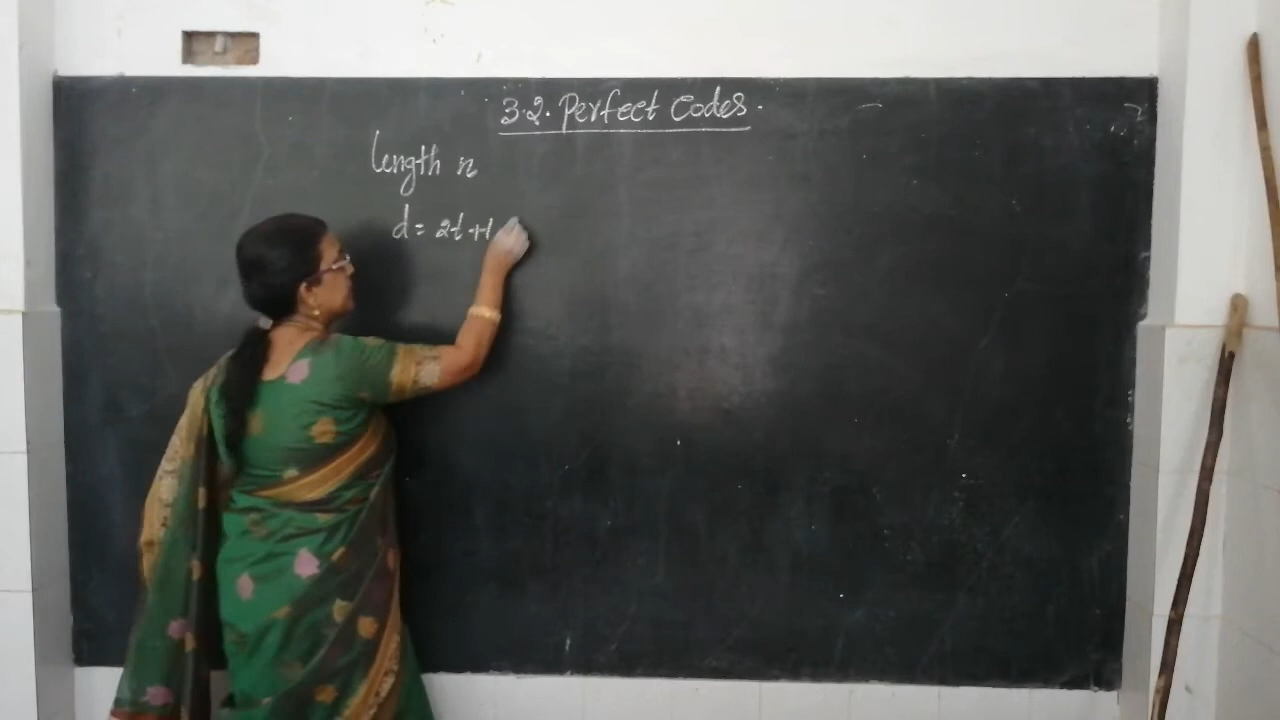 3.2. Perfect Codes.
length n
d = 2t+1